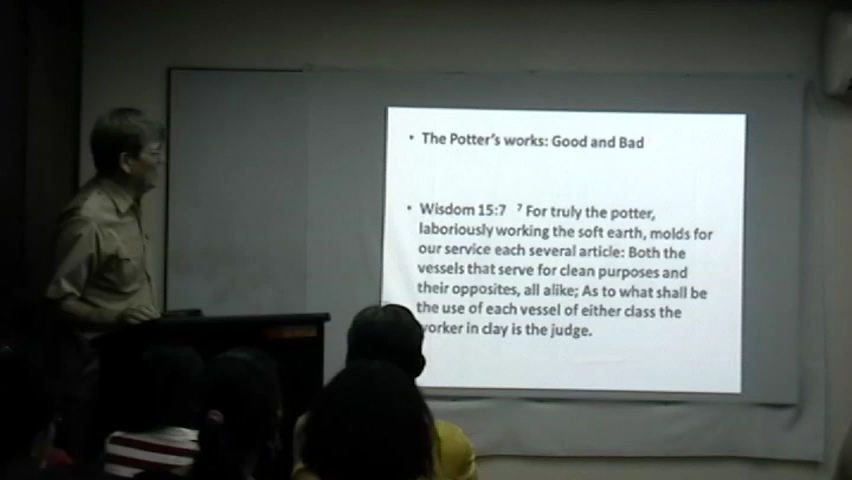 • The Potter's works: Good and Bad
• Wisdom 15:7 ⁷ For truly the potter,
laboriously working the soft earth, molds for
our service each several article: Both the
vessels that serve for clean purposes and
their opposites, all alike; As to what shall be
the use of each vessel of either class the
worker in clay is the judge.